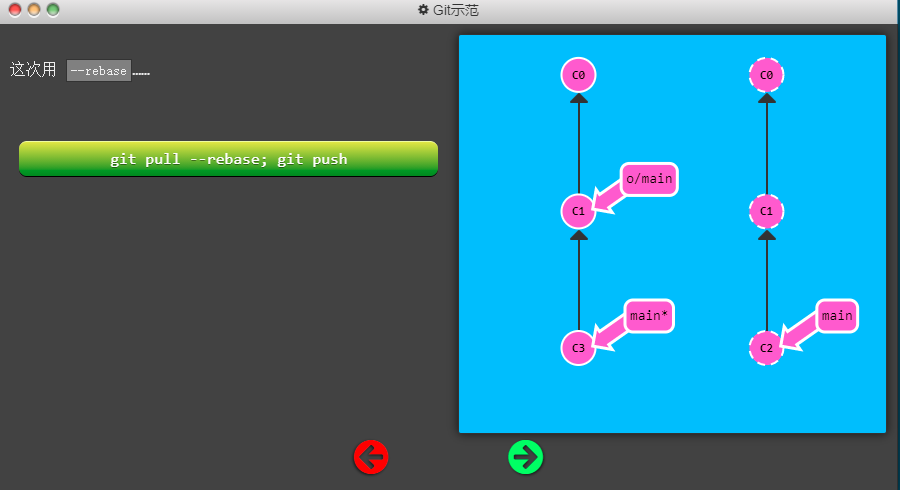 Git示范
这次用 --rebase……
git pull --rebase; git push
C0
C0
o/main
C1
C1
main*
main
C3
C2